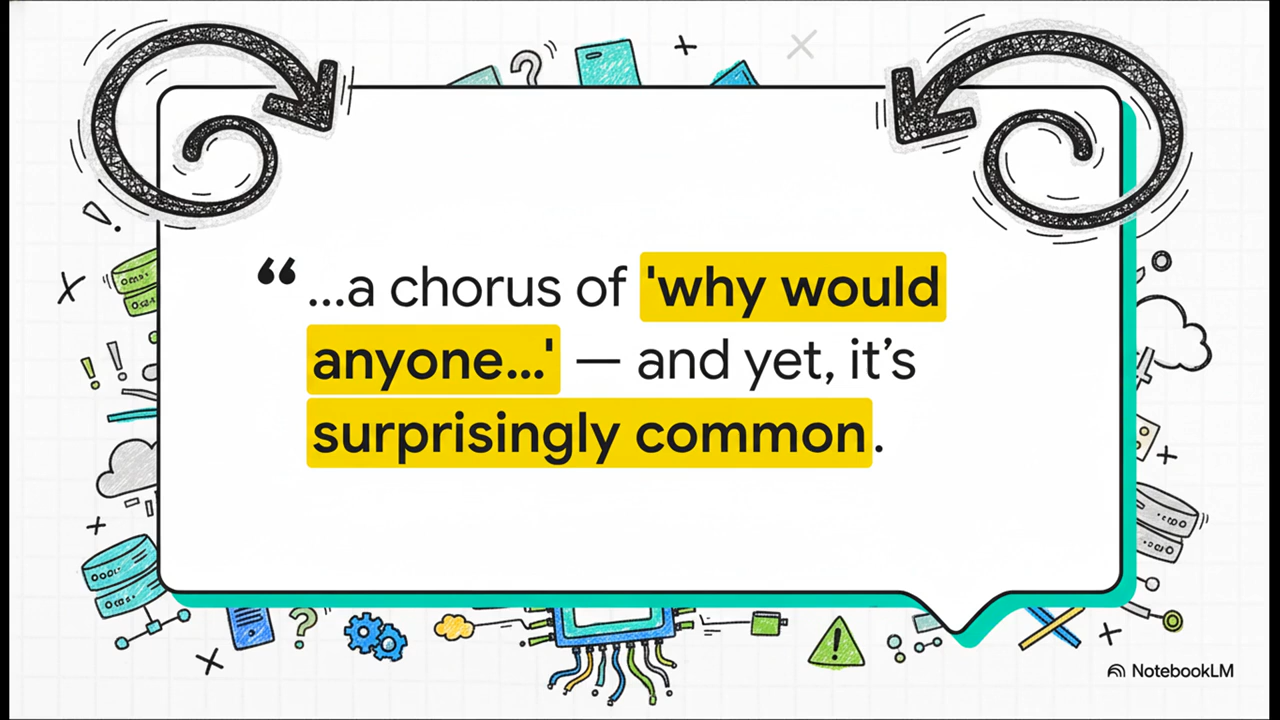 “ ...a chorus of 'why would
anyone...' — and yet, it’s
surprisingly common.
NotebookLM